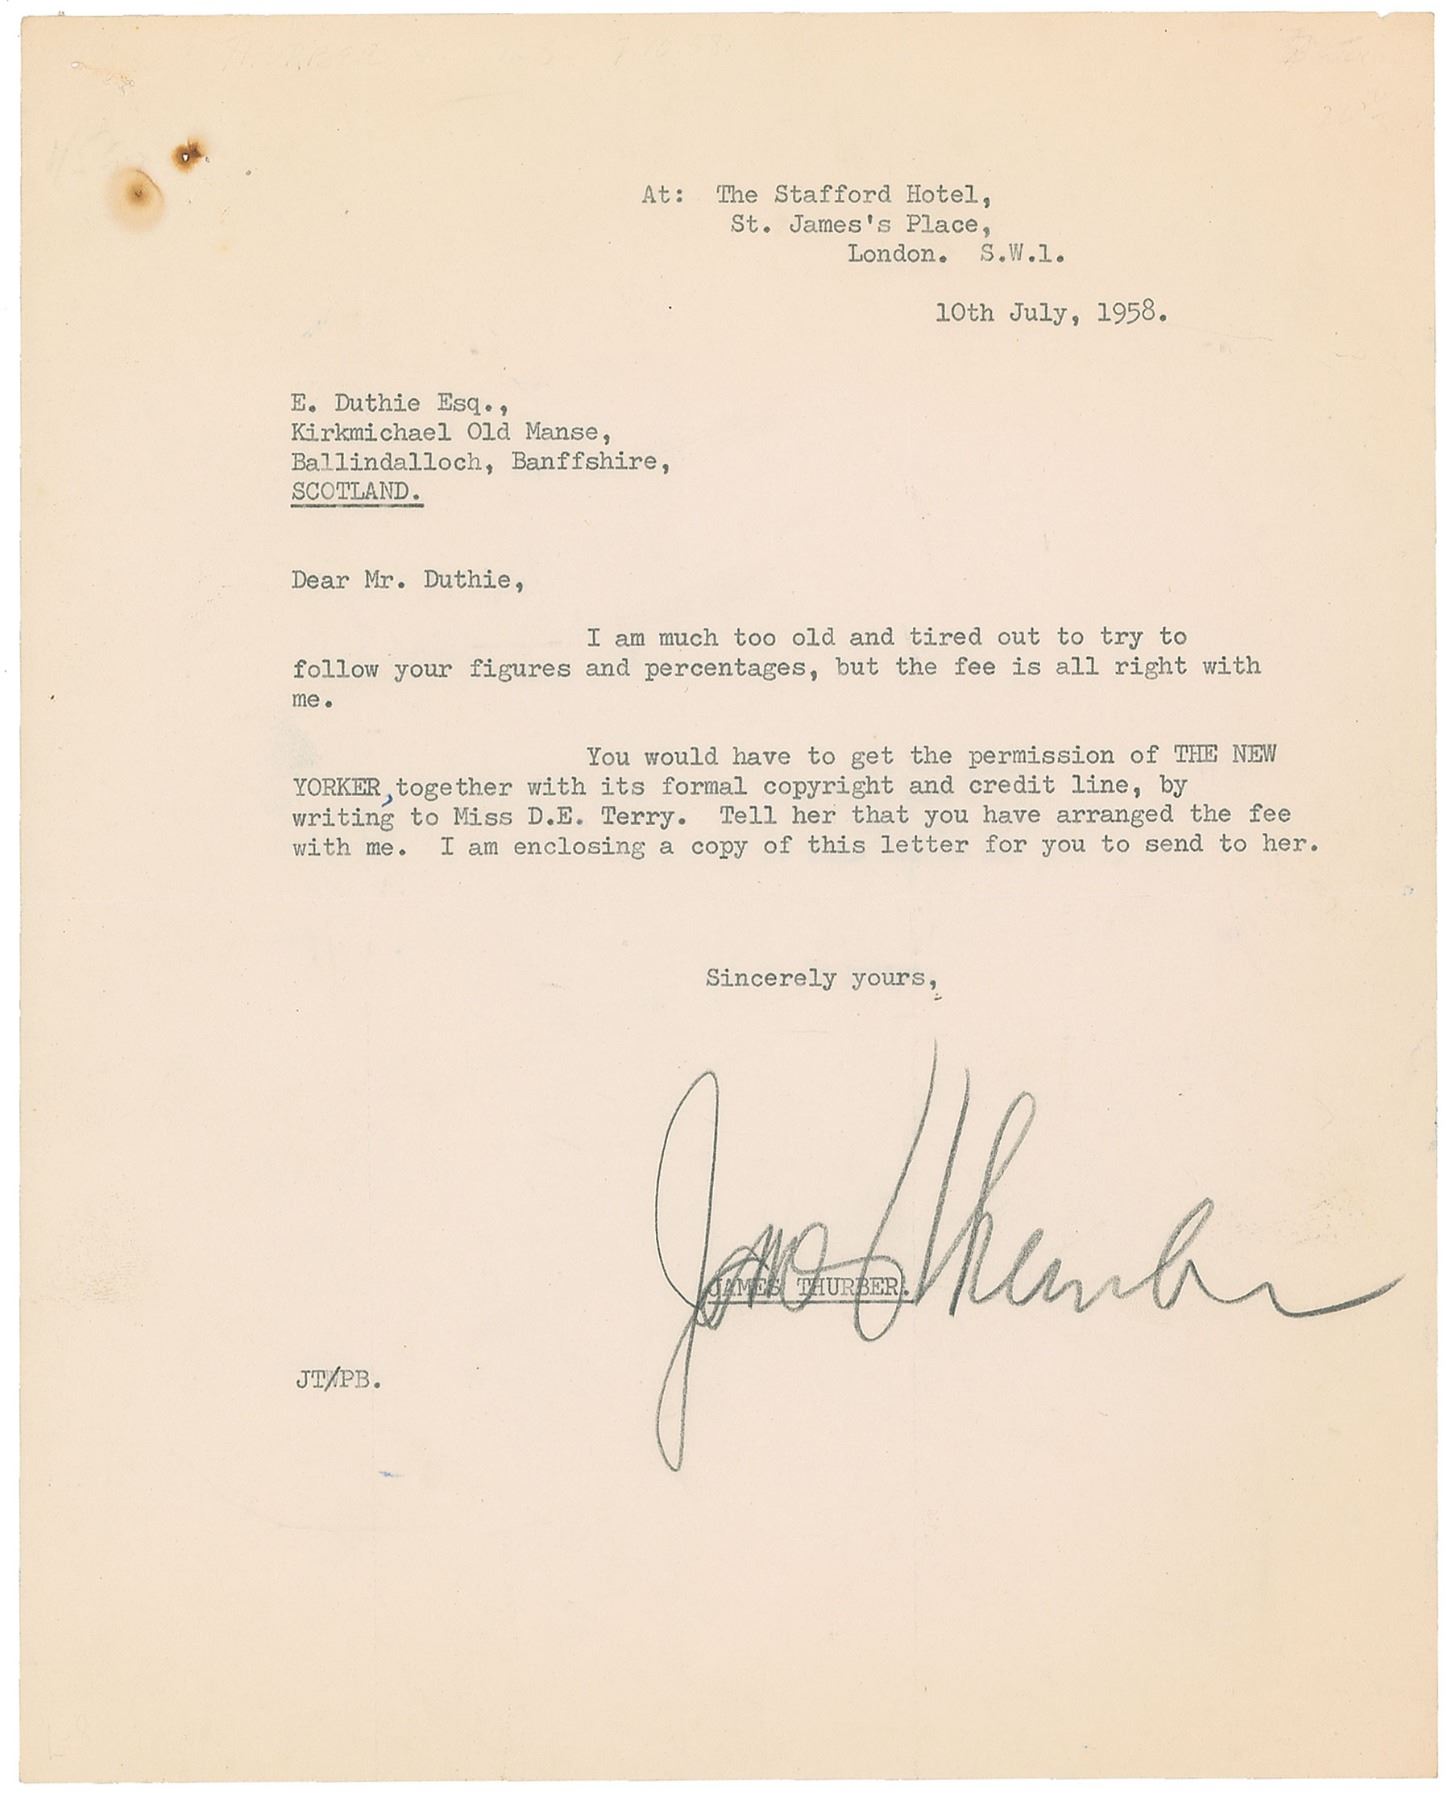 At: The Stafford Hotel,
St. James's Place,
London. S.W.1.
10th July, 1958.
E. Duthie Esq.,
Kirkmichael Old Manse,
Ballindalloch, Banffshire,
SCOTLAND.
Dear Mr. Duthie,
I am much too old and tired out to try to
follow your figures and percentages, but the fee is all right with
me.
You would have to get the permission of THE NEW
YORKER, together with its formal copyright and credit line, by
writing to Miss D.E. Terry. Tell her that you have arranged the fee
with me. I am enclosing a copy of this letter for you to send to her.
Sincerely yours,
James Thurber
JAMES THURBER.
JT/PB.